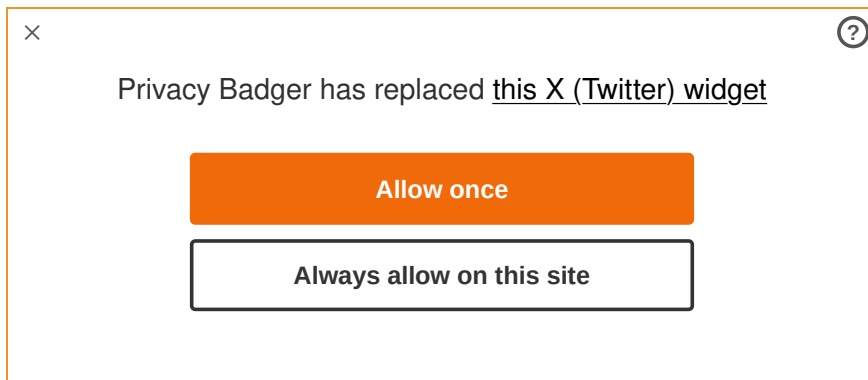 Privacy Badger has replaced this X (Twitter) widget
Allow once
Always allow on this site